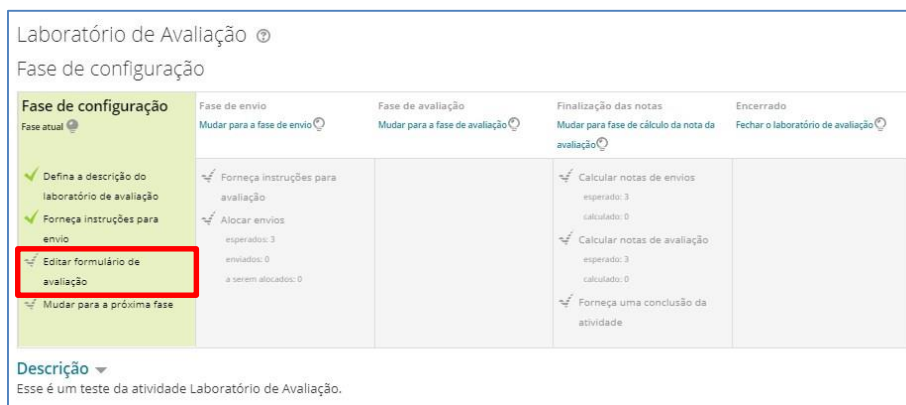 Laboratório de Avaliação
Fase de configuração
Fase de configuração
Fase atual
Defina a descrição do
laboratório de avaliação
Forneça instruções para
envio
Editar formulário de
avaliação
Mudar para a próxima fase
Fase de envio
Mudar para a fase de envio
Forneça instruções para
avaliação
Alocar envios
esperados: 3
enviados: 0
a serem alocados: 0
Fase de avaliação
Mudar para a fase de avaliação
Finalização das notas
Mudar para fase de cálculo da nota da
avaliação
Calcular notas de envios
esperado: 3
calculado: 0
Calcular notas de avaliação
esperado: 3
calculado: 0
Forneça uma conclusão da
atividade
Encerrado
Fechar o laboratório de avaliação
Descrição
Esse é um teste da atividade Laboratório de Avaliação.